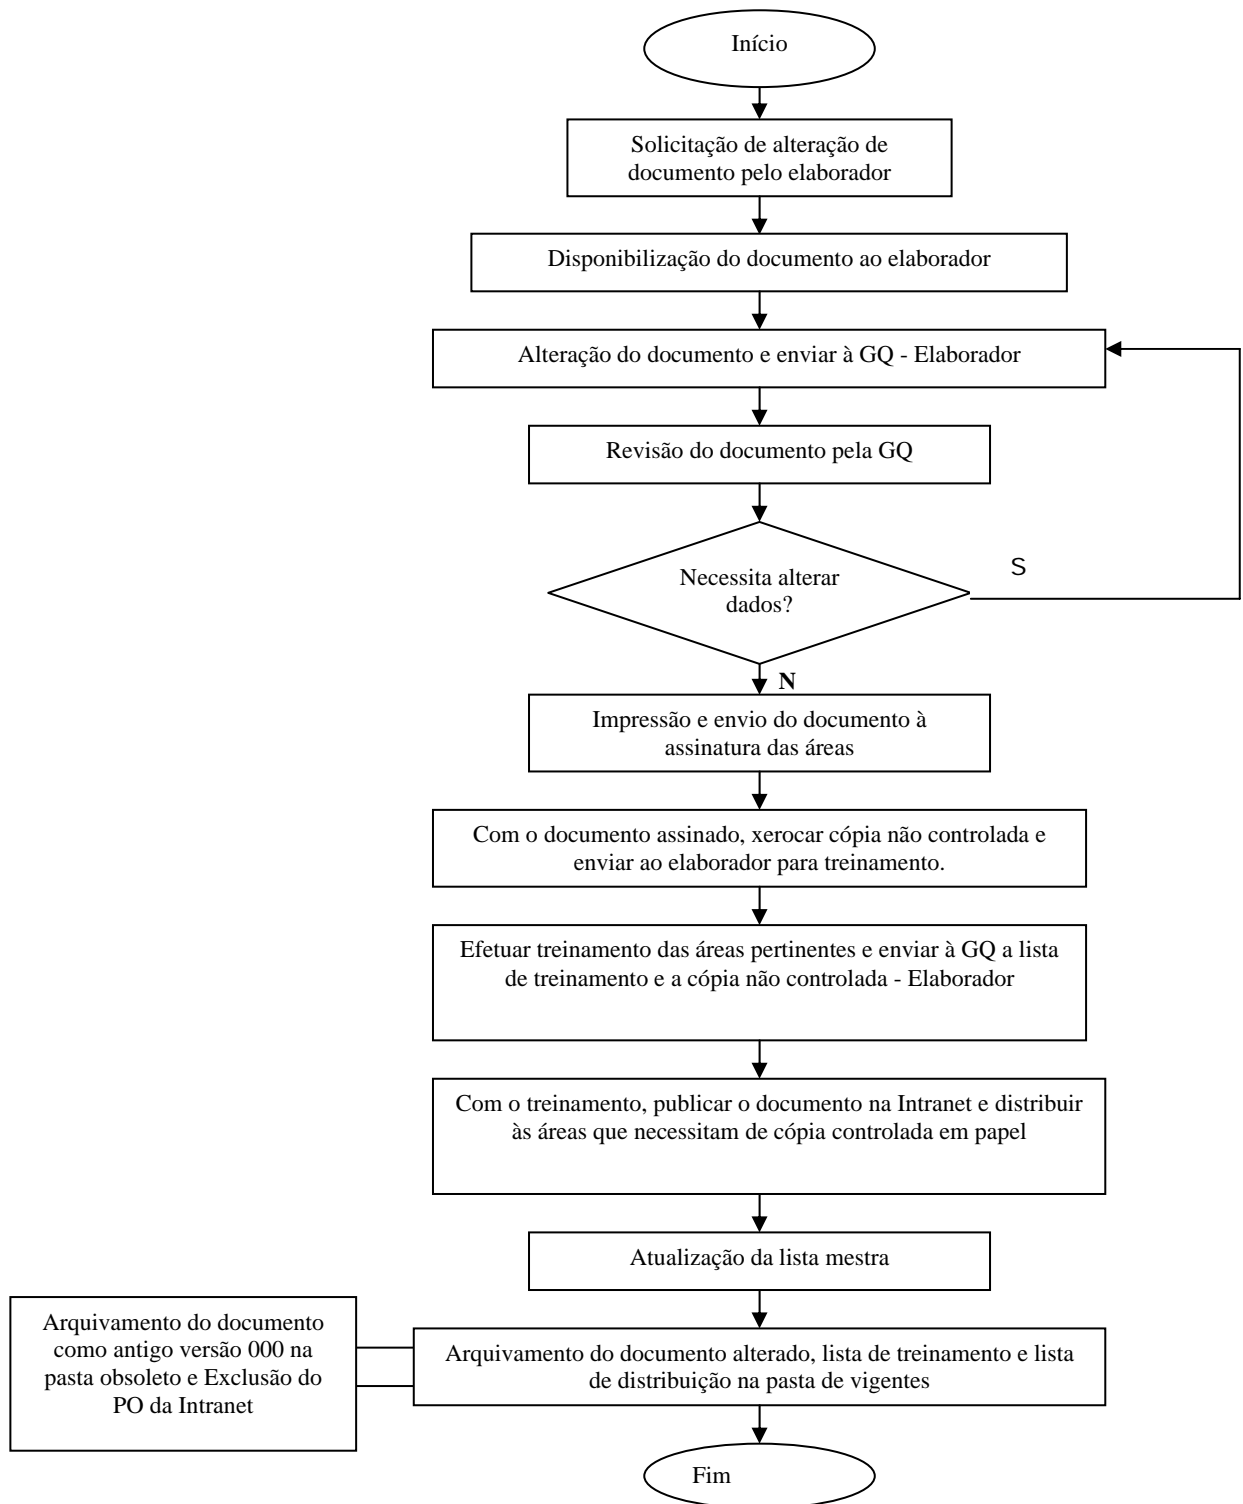 Início
Solicitação de alteração de
documento pelo elaborador
Disponibilização do documento ao elaborador
Alteração do documento e enviar à GQ - Elaborador
Revisão do documento pela GQ
Necessita alterar
dados?
S
N
Impressão e envio do documento à
assinatura das áreas
Com o documento assinado, xerocar cópia não controlada e
enviar ao elaborador para treinamento.
Efetuar treinamento das áreas pertinentes e enviar à GQ a lista
de treinamento e a cópia não controlada - Elaborador
Com o treinamento, publicar o documento na Intranet e distribuir
às áreas que necessitam de cópia controlada em papel
Atualização da lista mestra
Arquivamento do documento
como antigo versão 000 na
pasta obsoleto e Exclusão do
PO da Intranet
Arquivamento do documento alterado, lista de treinamento e lista
de distribuição na pasta de vigentes
Fim